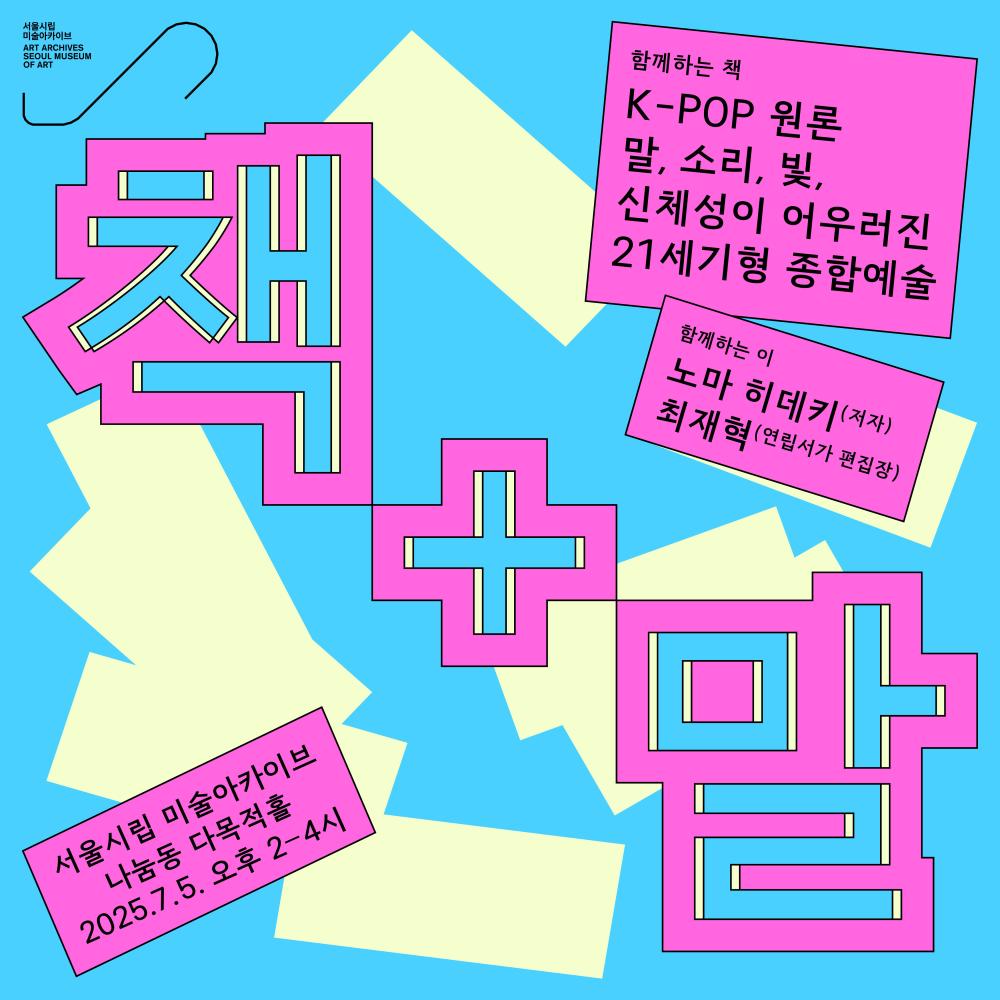 서울시립
미술아카이브
ART ARCHIVES
SEOUL MUSEUM
OF ART
함께하는 책
K-POP 원론
말, 소리, 빛,
신체성이 어우러진
21세기형 종합예술
함께하는 이
노마 히데키(저자)
최재혁(연립서가 편집장)
책
+
말
서울시립 미술아카이브
나눔동 다목적홀
2025.7.5. 오후 2–4시